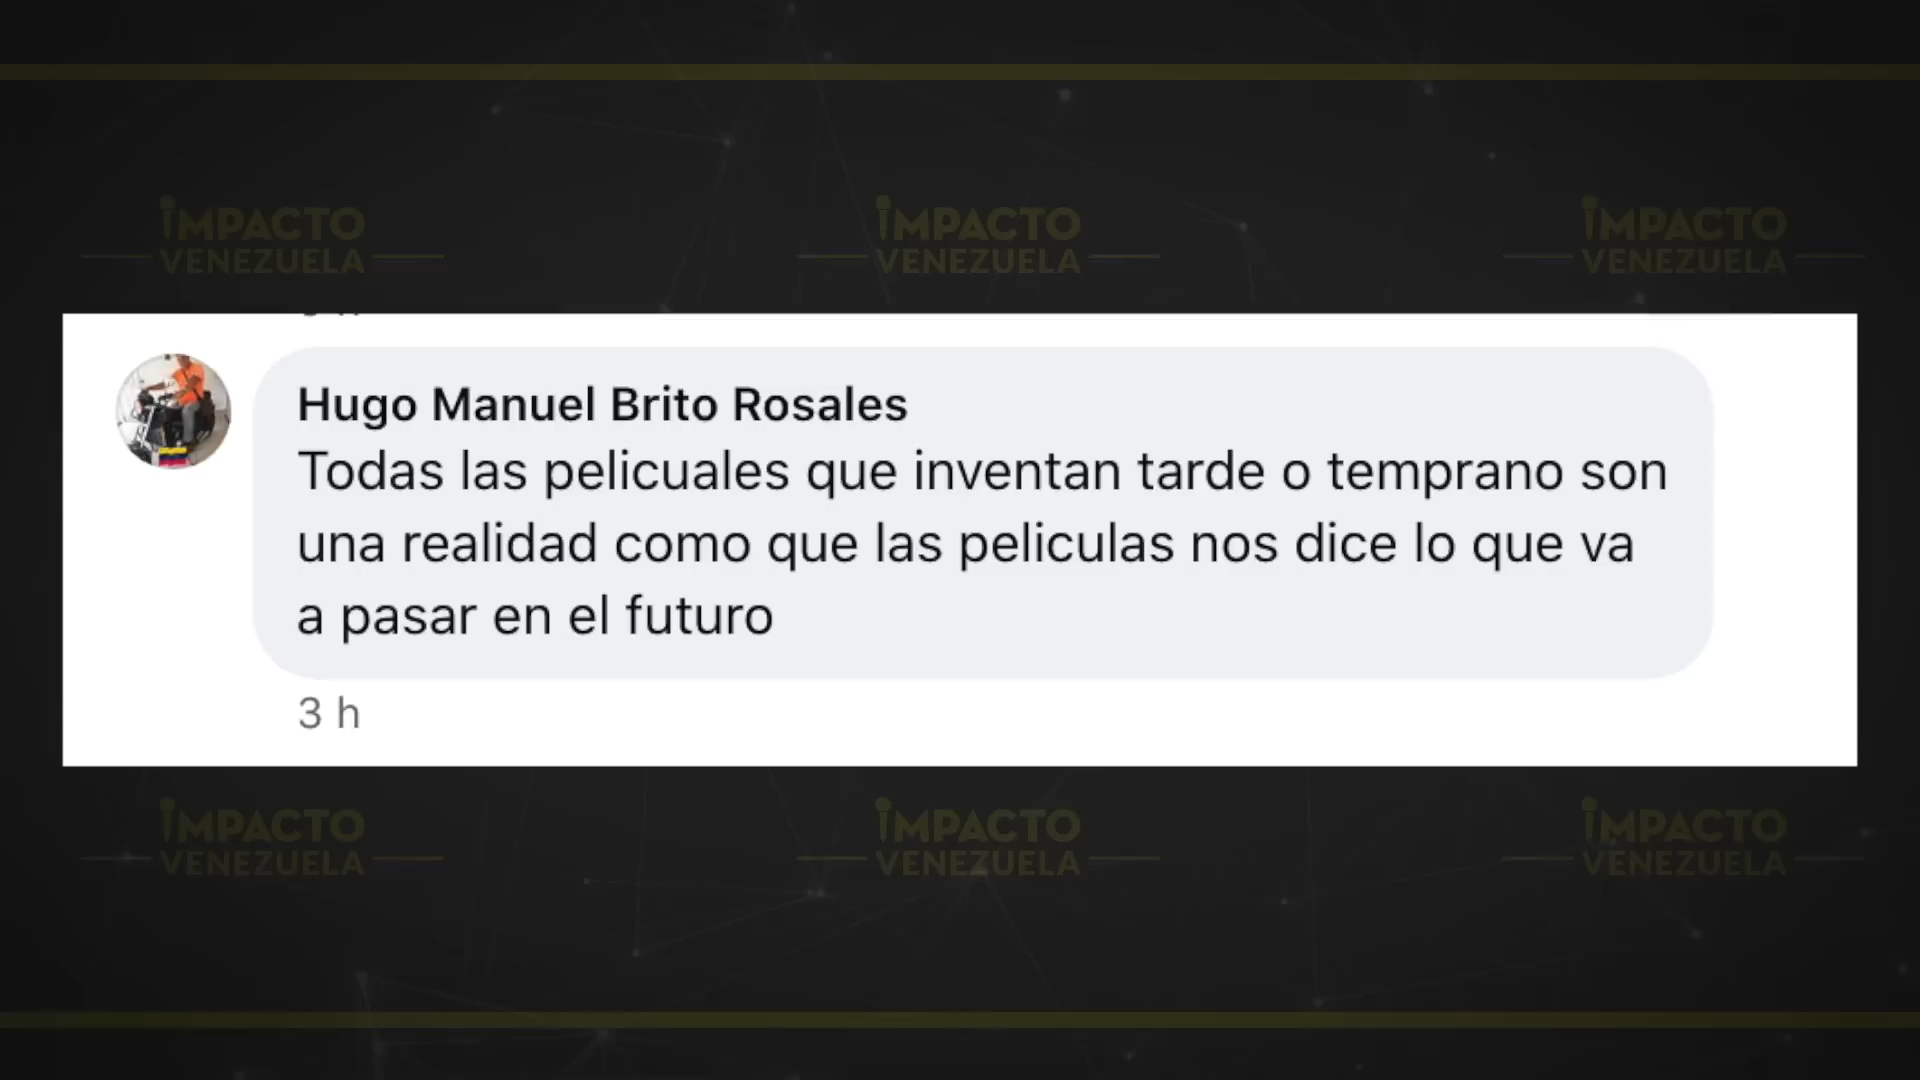 IMPACTO
VENEZUELA
IMPACTO
VENEZUELA
IMPACTO
VENEZUELA
Hugo Manuel Brito Rosales
Todas las pelicuales que inventan tarde o temprano son
una realidad como que las peliculas nos dice lo que va
a pasar en el futuro
3 h
IMPACTO
VENEZUELA
IMPACTO
VENEZUELA
IMPACTO
VENEZUELA